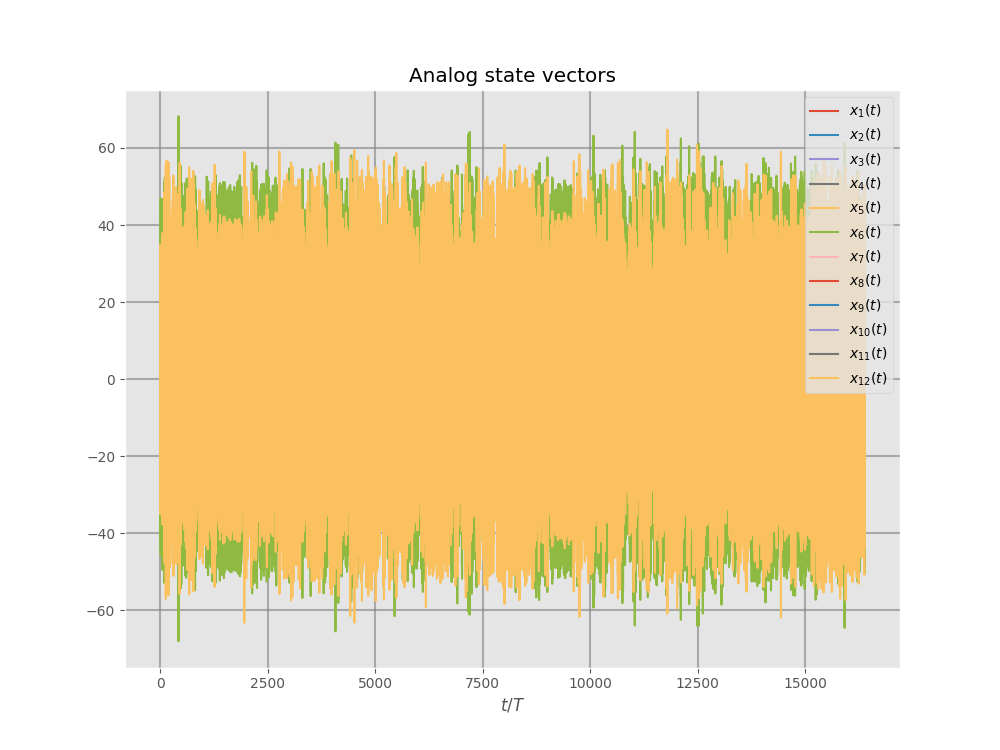 Analog state vectors
60
40
20
0
−20
−40
−60
0 2500 5000 7500 10000 12500 15000
t/T
x₁(t)
x₂(t)
x₃(t)
x₄(t)
x₅(t)
x₆(t)
x₇(t)
x₈(t)
x₉(t)
x₁₀(t)
x₁₁(t)
x₁₂(t)